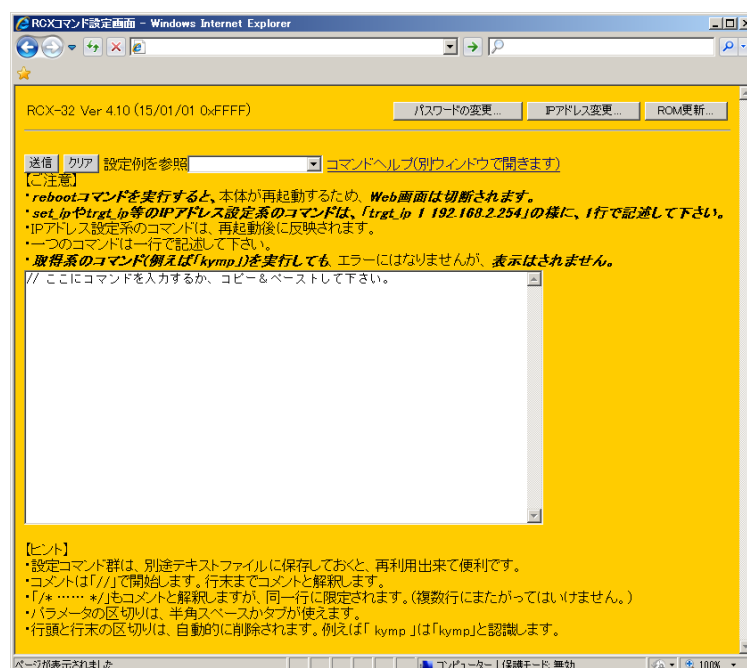 RCXコマンド設定画面 - Windows Internet Explorer
RCX-32 Ver 4.10 (15/01/01 0xFFFF)
パスワードの変更...
IPアドレス変更...
ROM更新...
送信 クリア 設定例を参照 コマンドヘルプ(別ウィンドウで開きます)
【ご注意】
・rebootコマンドを実行すると、本体が再起動するため、Web画面は切断されます。
・set_ipやtrgt_ip等のIPアドレス設定系のコマンドは、「trgt_ip 1 192.168.2.254」の様に、1行で記述して下さい。
・IPアドレス設定系のコマンドは、再起動後に反映されます。
・一つのコマンドは一行で記述して下さい。
・取得系のコマンド(例えば「kymp」)を実行しても、エラーにはなりませんが、表示はされません。
// ここにコマンドを入力するか、コピー＆ペーストして下さい。
【ヒント】
・設定コマンド群は、別途テキストファイルに保存しておくと、再利用出来て便利です。
・コメントは「//」で開始します。行末までコメントと解釈します。
・「/* …… */」もコメントと解釈しますが、同一行に限定されます。(複数行にまたがってはいけません。)
・パラメータの区切りは、半角スペースかタブが使えます。
・行頭と行末の区切りは、自動的に削除されます。例えば「 kymp 」は「kymp」と認識します。
ページが表示されました
コンピューター | 保護モード: 無効
100%